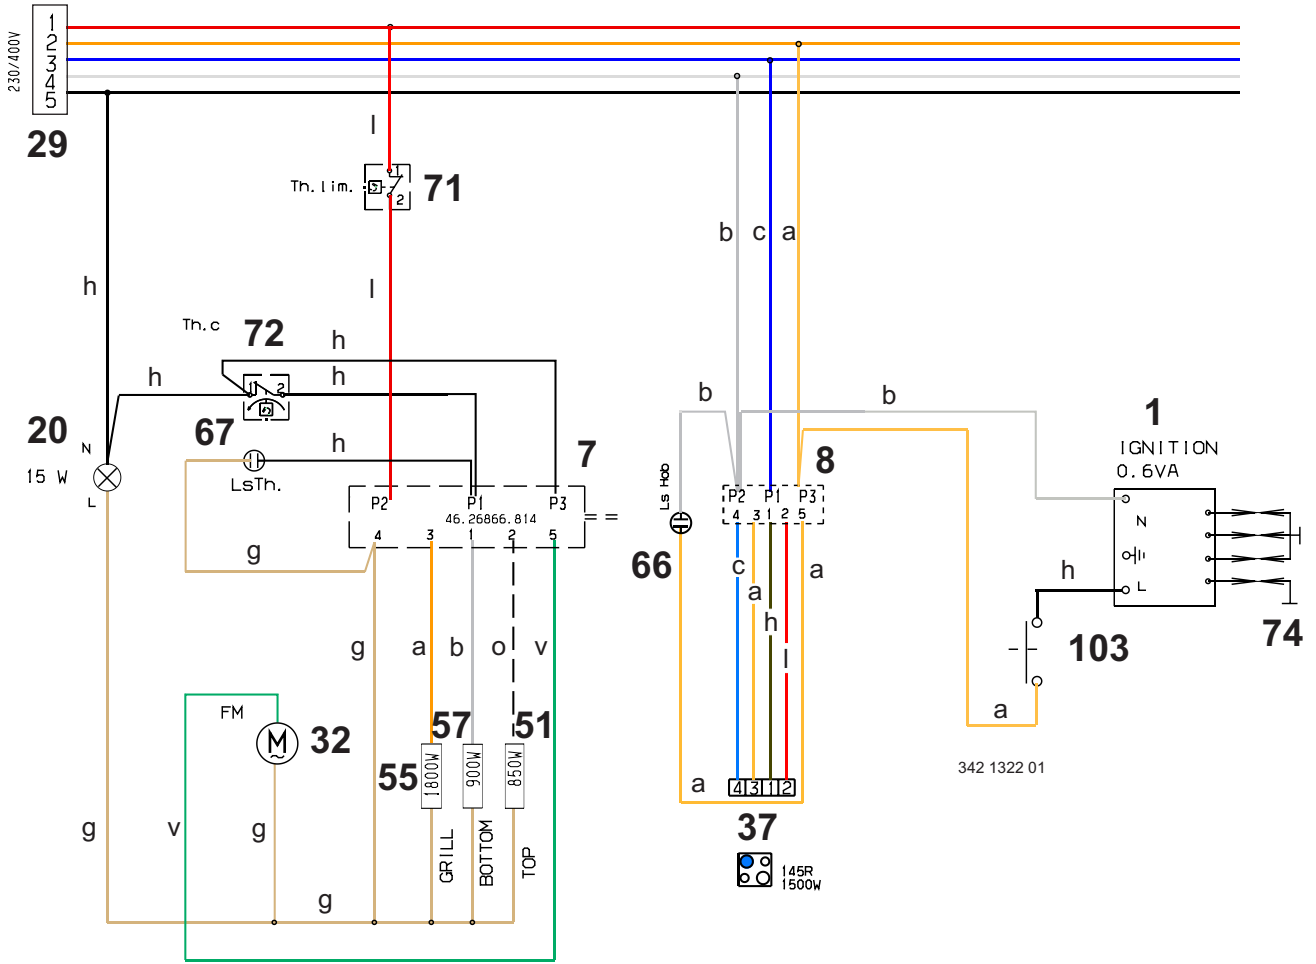 230/400V
1
2
3
4
5
29
l
1
2
Th.lim.
71
b
c
a
h
l
Th.c
72
h
h
h
1
2
67
h
LsTh.
20
N
15 W
L
7
P2
P1
P3
46.26866.814
4
3
1
2
5
= =
g
g
a
b
o
v
b
b
Ls Hob
66
8
P2
P1
P3
4
3
1
2
5
c
a
h
l
a
1
IGNITION
0.6VA
N
L
h
103
74
a
342 1322 01
FM
M
~
32
55
57
51
1800W
900W
850W
GRILL
BOTTOM
TOP
g
v
g
g
a
4
3
1
2
37
145R
1500W